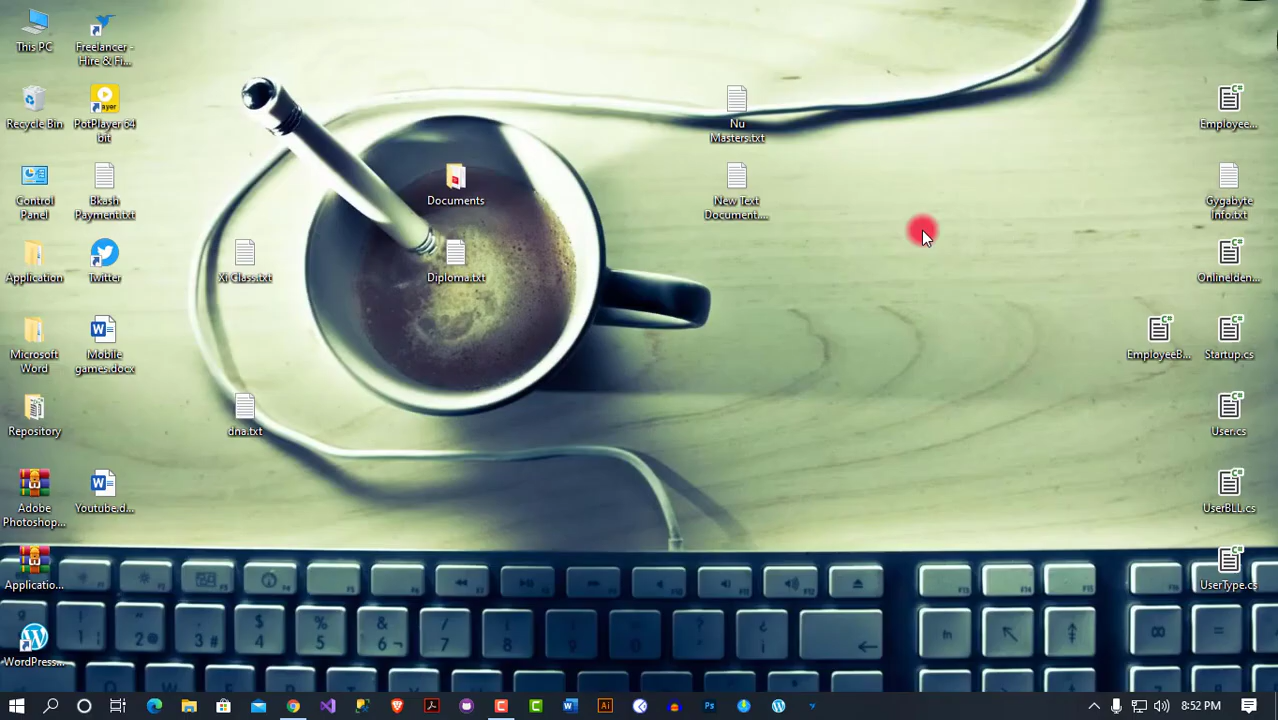 This PC
Freelancer -
Hire & Fi...
Recycle Bin
PotPlayer 64
bit
Control
Panel
Bkash
Payment.txt
Application
Twitter
Microsoft
Word
Mobile
games.docx
Repository
Adobe
Photoshop...
Youtube.d...
Applicatio...
WordPress...
Xi Class.txt
dna.txt
Documents
Diploma.txt
Nu
Masters.txt
New Text
Document....
Employee...
Gygabyte
Info.txt
OnlineIden...
EmployeeB...
Startup.cs
User.cs
UserBLL.cs
UserType.cs
8:52 PM